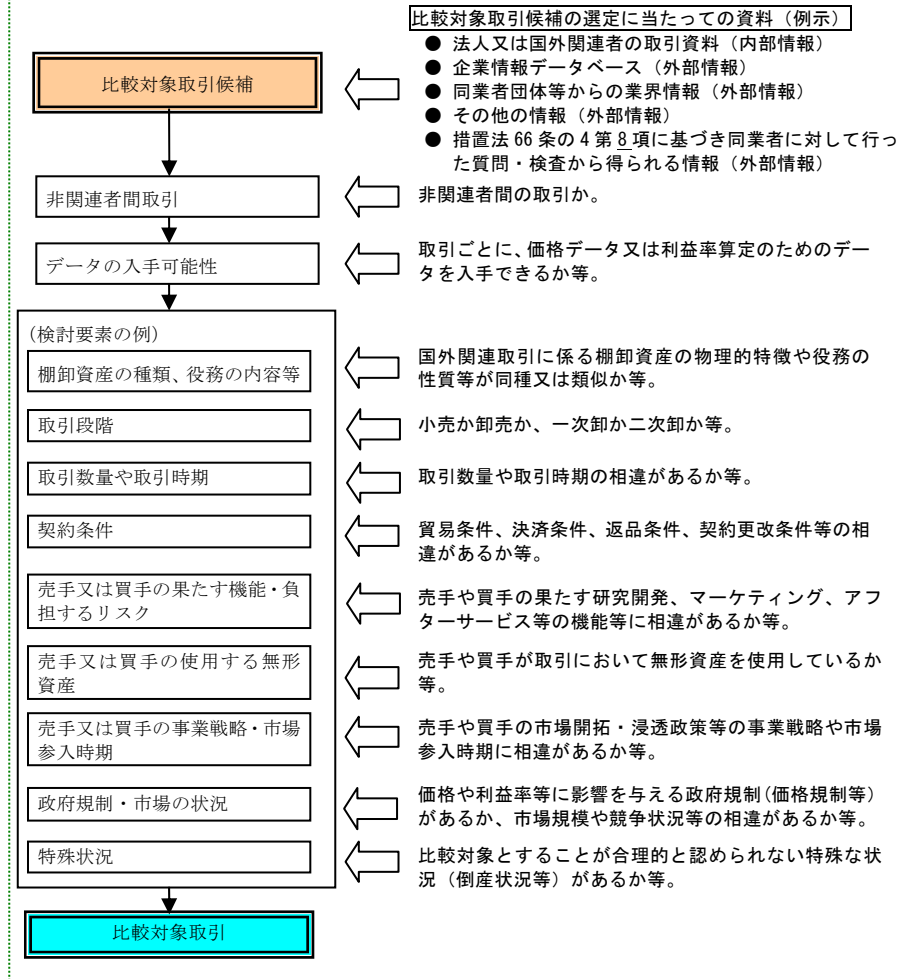 比較対象取引候補の選定に当たっての資料（例示）
● 法人又は国外関連者の取引資料（内部情報）
● 企業情報データベース（外部情報）
● 同業者団体等からの業界情報（外部情報）
● その他の情報（外部情報）
● 措置法 66 条の 4 第 8 項に基づき同業者に対して行っ
た質問・検査から得られる情報（外部情報）
比較対象取引候補
非関連者間取引
非関連者間の取引か。
データの入手可能性
取引ごとに、価格データ又は利益率算定のためのデー
タを入手できるか等。
(検討要素の例)
棚卸資産の種類、役務の内容等
国外関連取引に係る棚卸資産の物理的特徴や役務の
性質等が同種又は類似か等。
取引段階
小売か卸売か、一次卸か二次卸か等。
取引数量や取引時期
取引数量や取引時期の相違があるか等。
契約条件
貿易条件、決済条件、返品条件、契約更改条件等の相
違があるか等。
売手又は買手の果たす機能・負
担するリスク
売手や買手の果たす研究開発、マーケティング、アフ
ターサービス等の機能等に相違があるか等。
売手又は買手の使用する無形
資産
売手や買手が取引において無形資産を使用しているか
等。
売手又は買手の事業戦略・市場
参入時期
売手や買手の市場開拓・浸透政策等の事業戦略や市場
参入時期に相違があるか等。
政府規制・市場の状況
価格や利益率等に影響を与える政府規制(価格規制等)
があるか、市場規模や競争状況等の相違があるか等。
特殊状況
比較対象とすることが合理的と認められない特殊な状
況（倒産状況等）があるか等。
比較対象取引